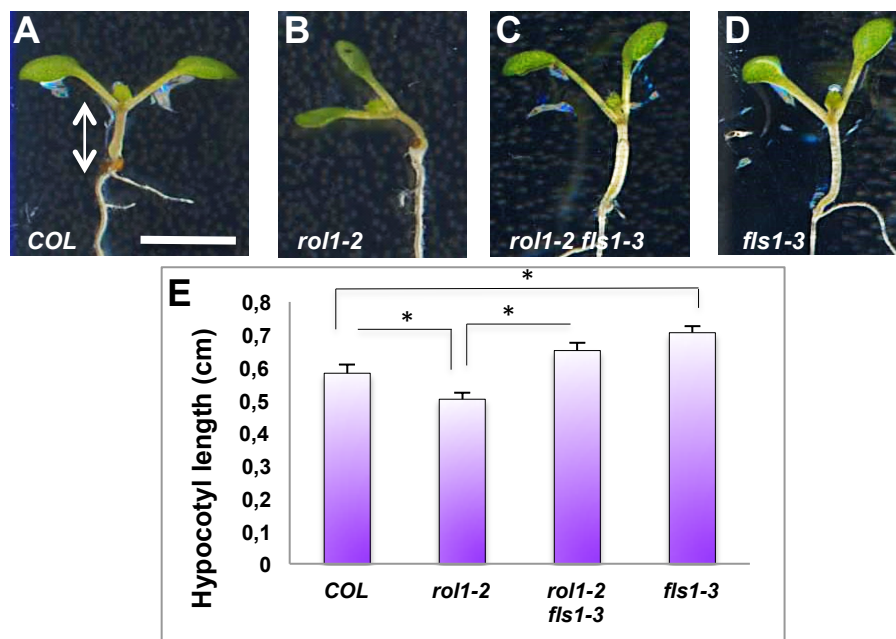 A
COL
B
rol1-2
C
rol1-2 fls1-3
D
fls1-3
E
Hypocotyl length (cm)
0,8
0,7
0,6
0,5
0,4
0,3
0,2
0,1
0
*
*
*
COL
rol1-2
rol1-2
fls1-3
fls1-3